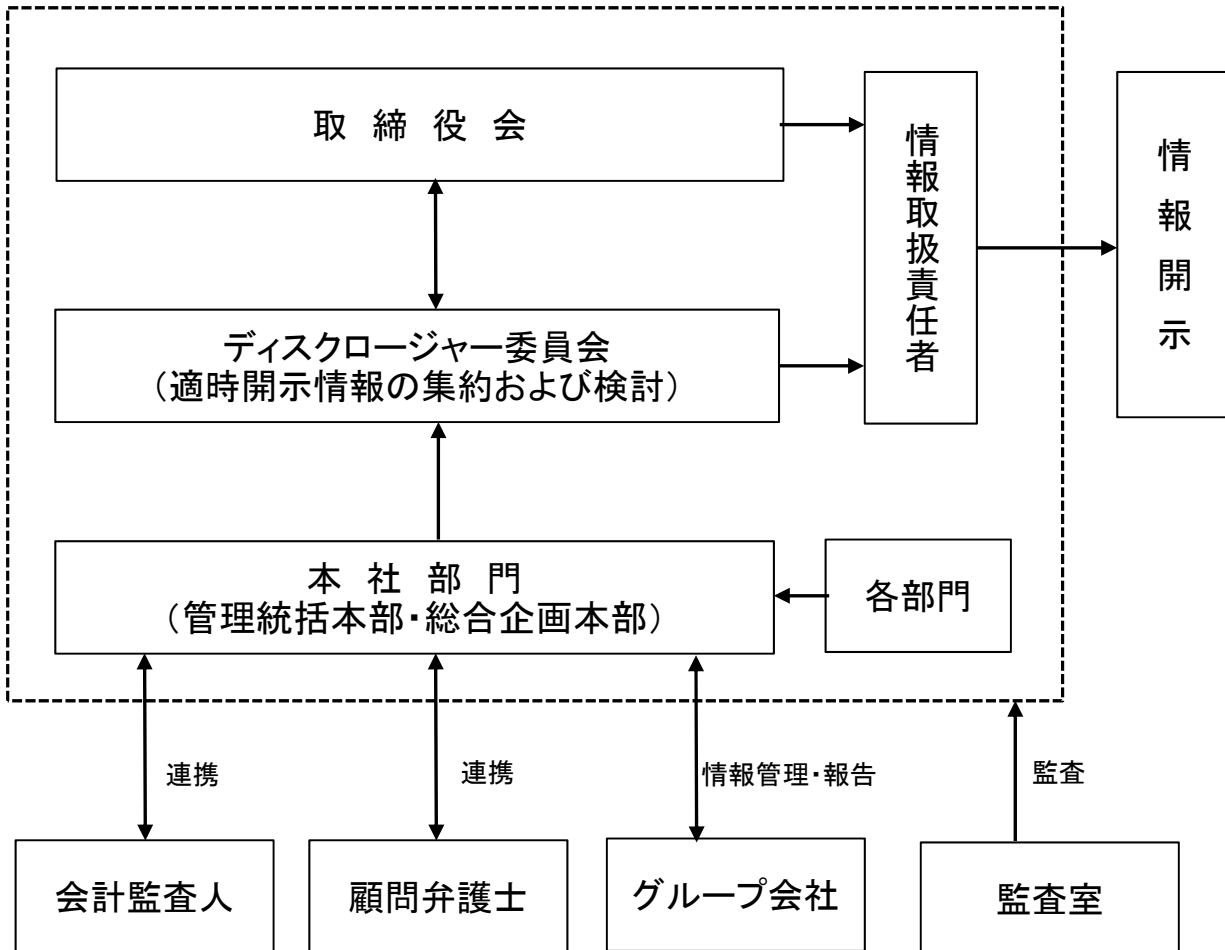 取締役会
情報取扱責任者
情報開示
ディスクロージャー委員会
（適時開示情報の集約および検討）
本社部門
（管理統括本部・総合企画本部）
各部門
連携
連携
情報管理・報告
監査
会計監査人
顧問弁護士
グループ会社
監査室